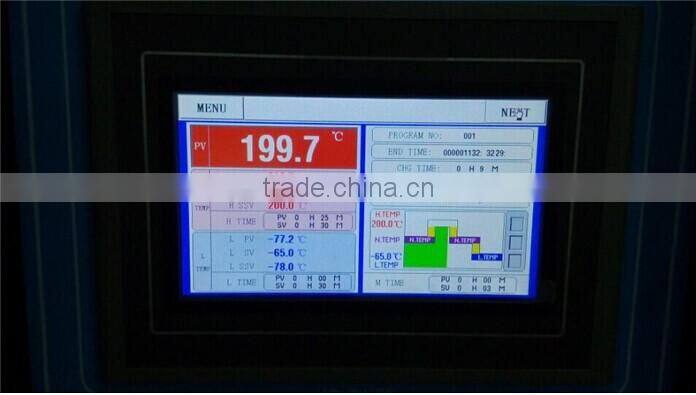 MENU
NEXT
PV 199.7 ℃
H SSV 200.0 ℃
TEMP
H TIME PV 0 H 25 M
SV 0 H 30 M
L PV -77.2 ℃
L SV -65.0 ℃
L
TEMP
L SSV -78.0 ℃
L TIME PV 0 H 00 M
SV 0 H 30 M
PROGRAM NO: 001
END TIME: 000001132: 3229:
CHG TIME: 0 H 9 M
trade.china.cn
H.TEMP
200.0℃
N.TEMP
N.TEMP
N.TEMP
-65.0℃
L.TEMP
L.TEMP
M TIME PV 0 H 00 M
SV 0 H 03 M